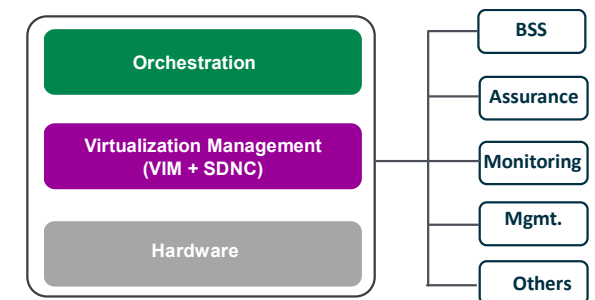 Orchestration
Virtualization Management
(VIM + SDNC)
Hardware
BSS
Assurance
Monitoring
Mgmt.
Others